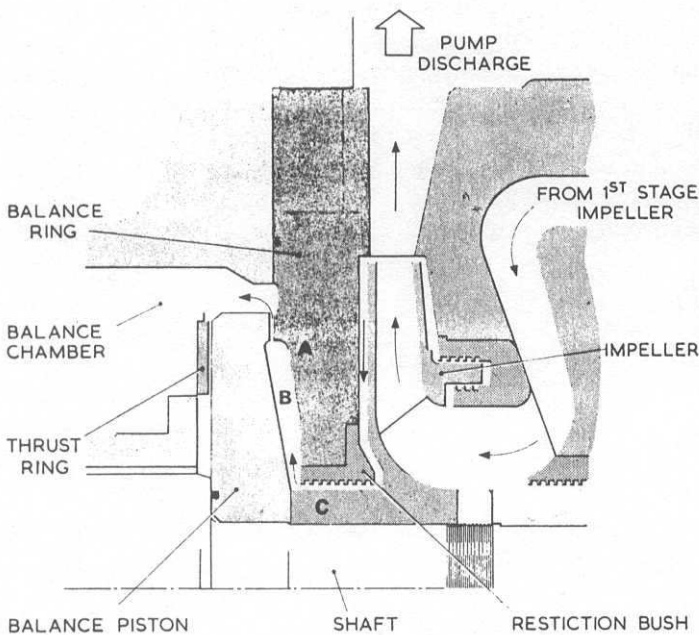 PUMP
DISCHARGE
BALANCE
RING
FROM 1ST STAGE
IMPELLER
BALANCE
CHAMBER
A
IMPELLER
B
THRUST
RING
C
BALANCE PISTON
SHAFT
RESTICTION BUSH